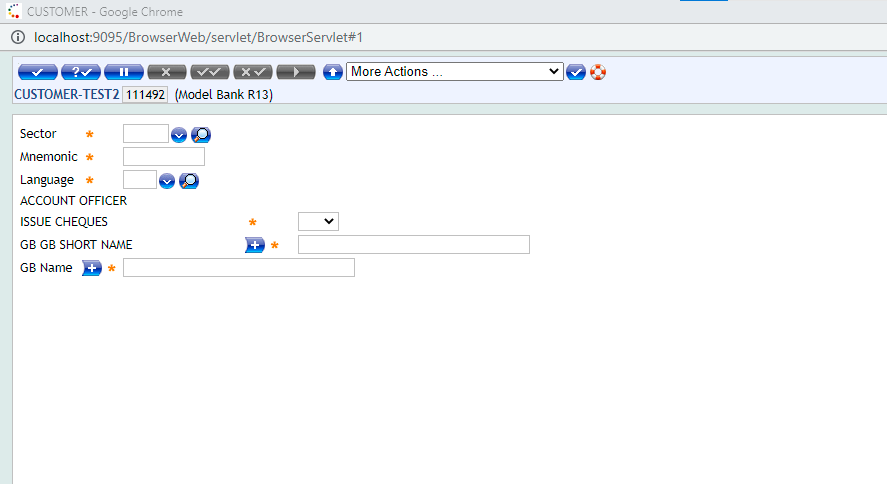 CUSTOMER - Google Chrome
localhost:9095/BrowserWeb/servlet/BrowserServlet#1
More Actions ...
CUSTOMER-TEST2 111492 (Model Bank R13)
Sector *
Mnemonic *
Language *
ACCOUNT OFFICER
ISSUE CHEQUES *
GB GB SHORT NAME *
GB Name *